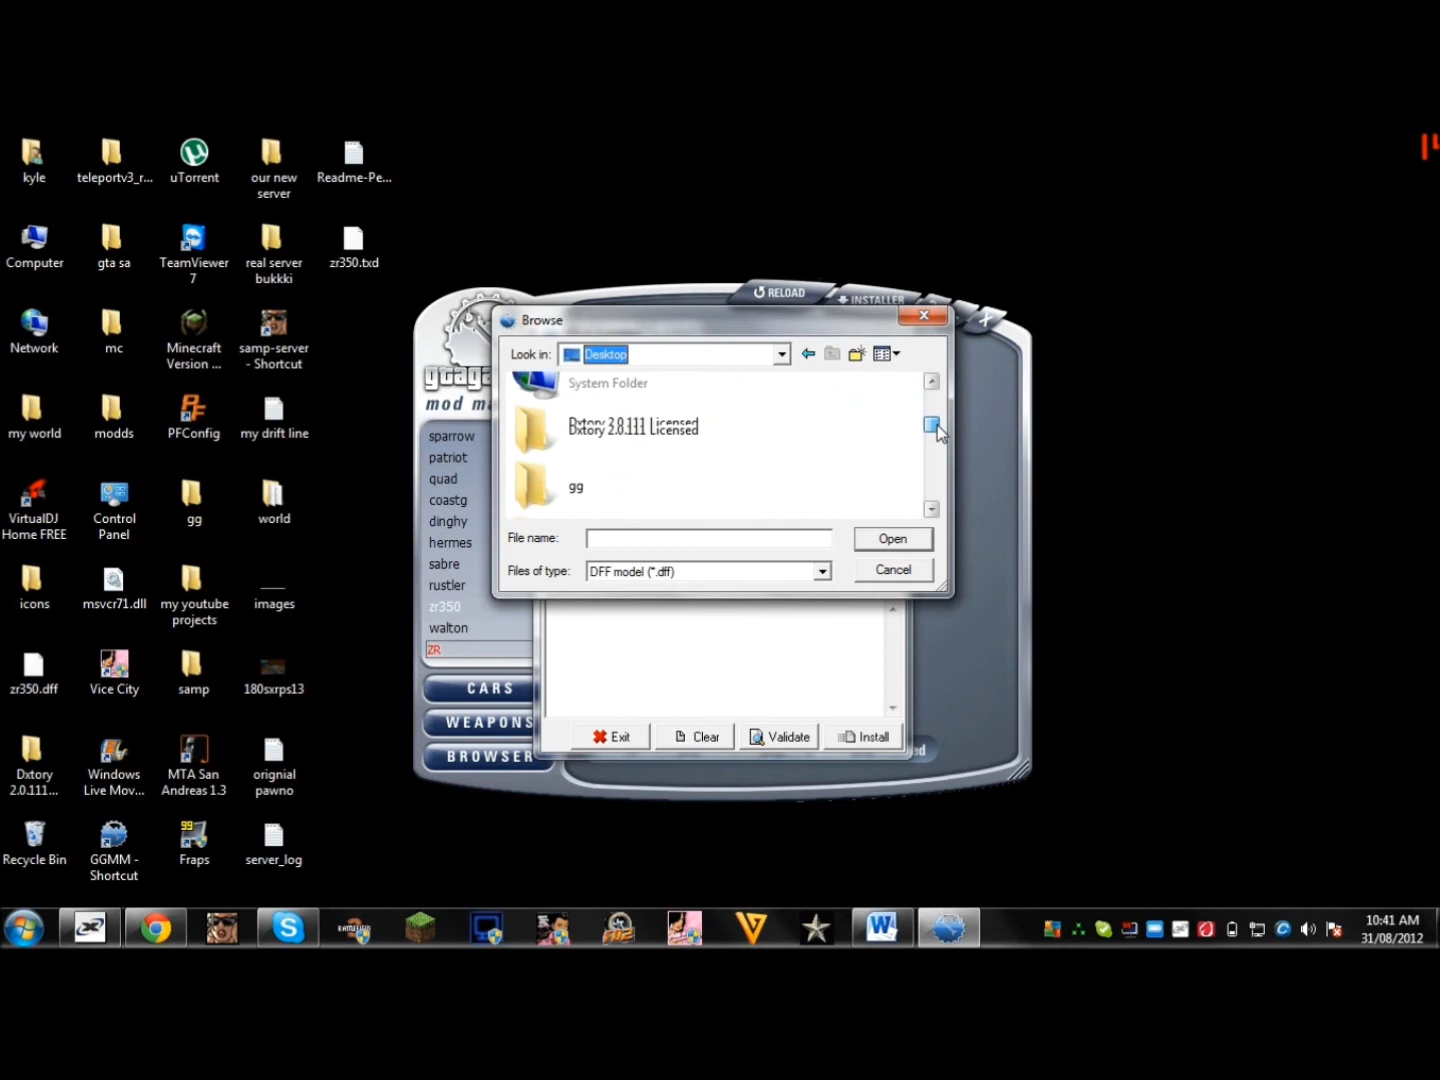 kyle
teleportv3_r...
uTorrent
our new
server
Readme-Pe...
Computer
gta sa
TeamViewer
7
real server
bukkki
zr350.txd
Network
mc
Minecraft
Version ...
samp-server
- Shortcut
my world
modds
PFConfig
my drift line
VirtualDJ
Home FREE
Control
Panel
gg
world
icons
msvcr71.dll
my youtube
projects
images
zr350.dff
Vice City
samp
180sxrps13
Dxtory
2.0.111...
Windows
Live Mov...
MTA San
Andreas 1.3
orignial
pawno
Recycle Bin
GGMM -
Shortcut
Fraps
server_log
RELOAD
INSTALLER
gtaga
mod ma
sparrow
patriot
quad
coastg
dinghy
hermes
sabre
rustler
zr350
walton
ZR
CARS
WEAPONS
BROWSER
Browse
Look in:
Desktop
System Folder
Dxtory 2.0.111 Licensed
gg
File name:
Open
Files of type:
DFF model (*.dff)
Cancel
Exit
Clear
Validate
Install
ed
10:41 AM
31/08/2012